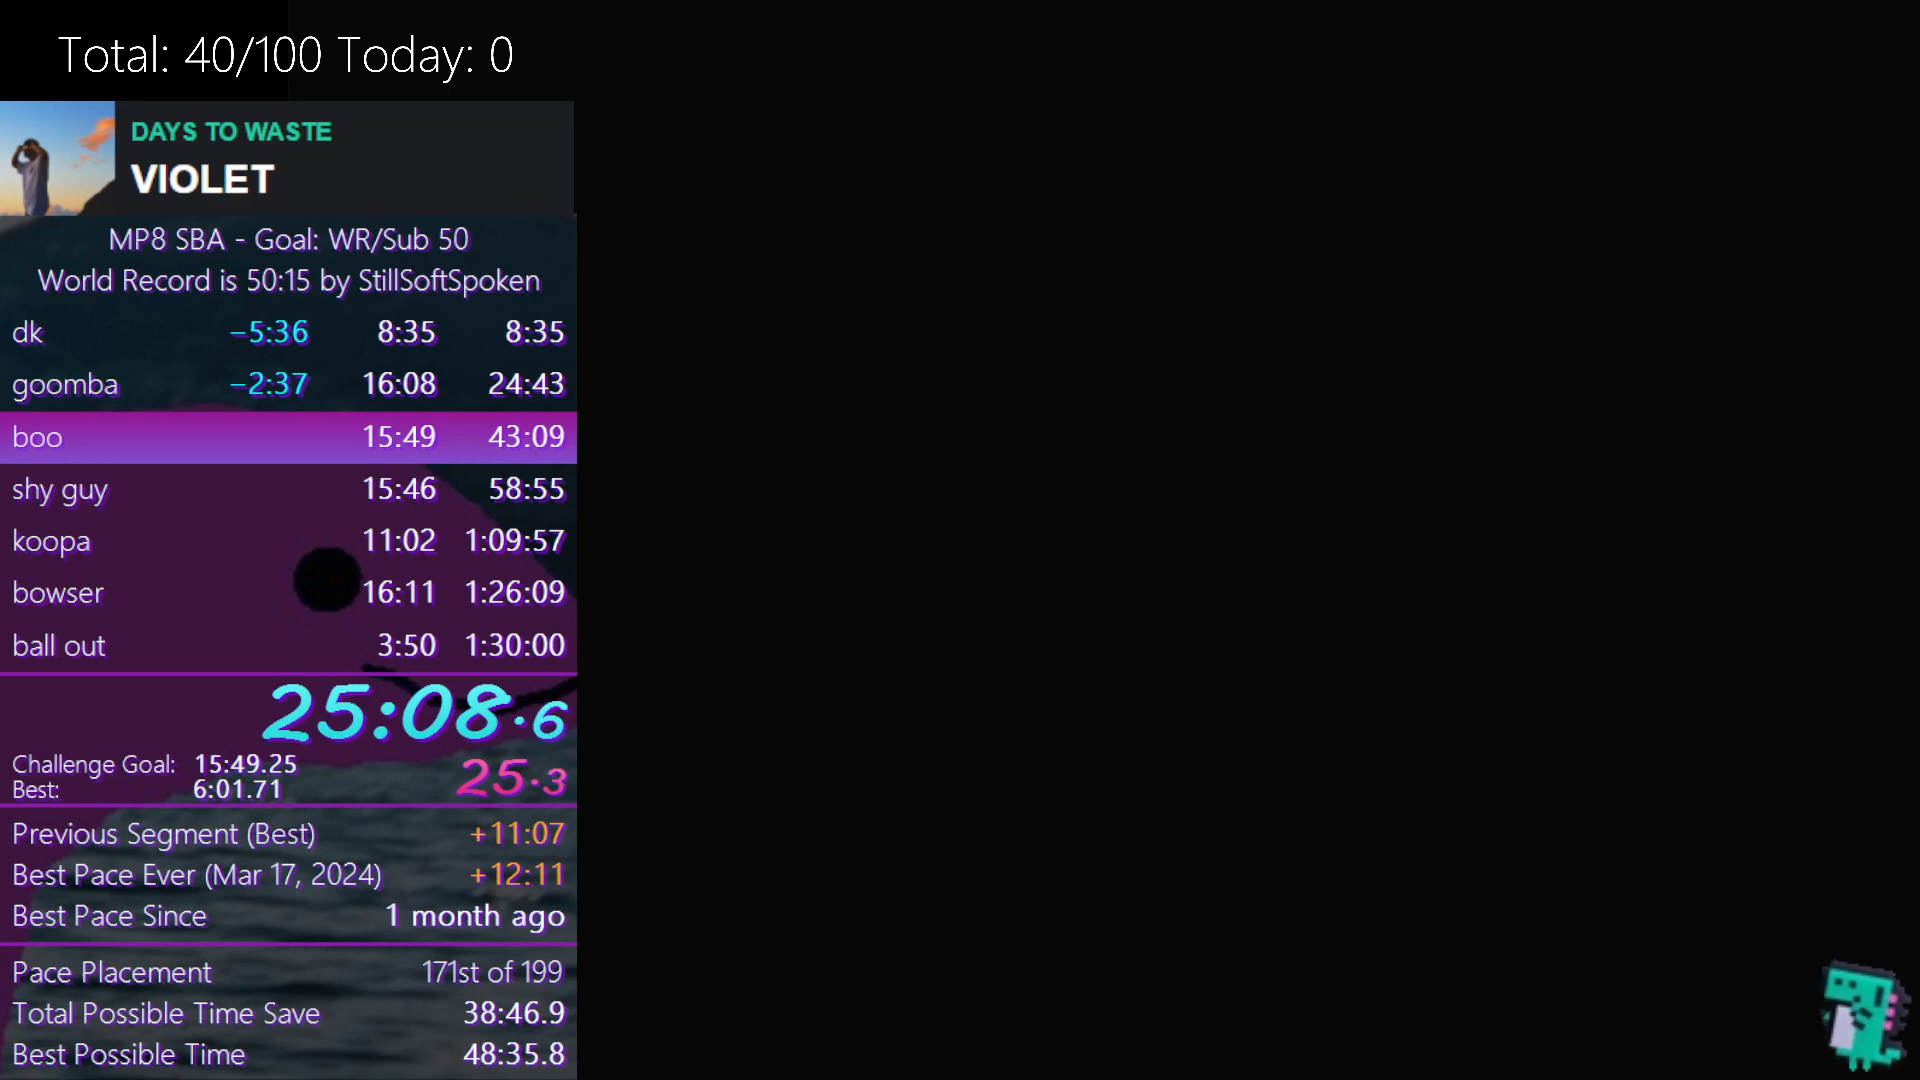 Total: 40/100 Today: 0
DAYS TO WASTE
VIOLET
MP8 SBA - Goal: WR/Sub 50
World Record is 50:15 by StillSoftSpoken
dk −5:36 8:35 8:35
goomba −2:37 16:08 24:43
boo 15:49 43:09
shy guy 15:46 58:55
koopa 11:02 1:09:57
bowser 16:11 1:26:09
ball out 3:50 1:30:00
25:08.6
Challenge Goal: 15:49.25
Best: 6:01.71
25.3
Previous Segment (Best) +11:07
Best Pace Ever (Mar 17, 2024) +12:11
Best Pace Since 1 month ago
Pace Placement 171st of 199
Total Possible Time Save 38:46.9
Best Possible Time 48:35.8